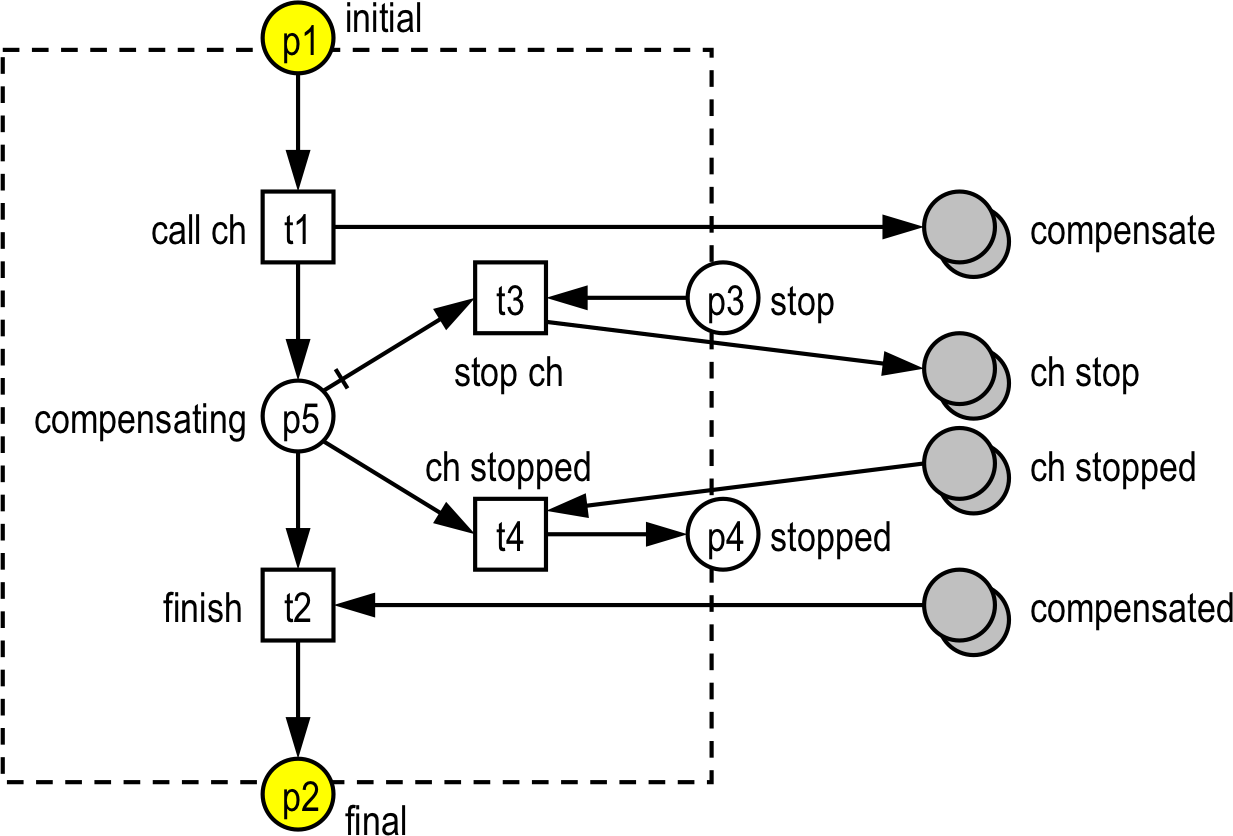 p1 initial
call ch t1 compensate
t3 p3 stop
stop ch ch stop
compensating p5
ch stopped ch stopped
t4 p4 stopped
finish t2 compensated
p2 final